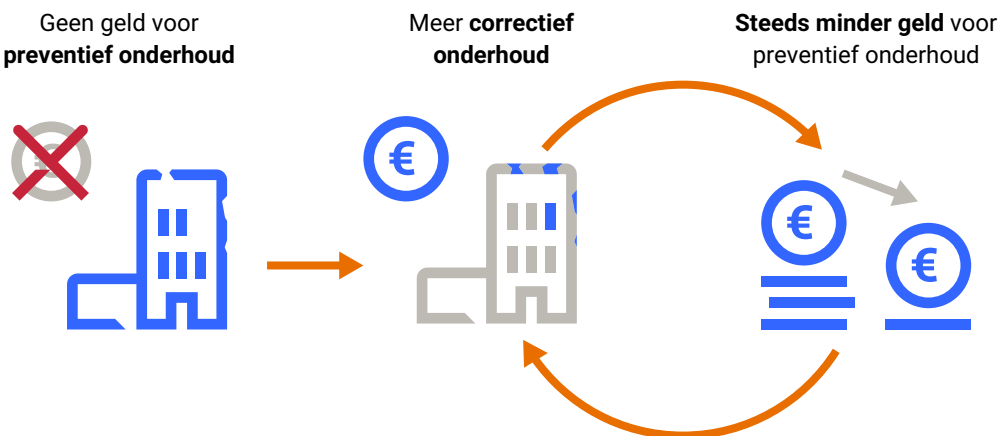 Geen geld voor
preventief onderhoud
Meer correctief
onderhoud
Steeds minder geld voor
preventief onderhoud
€
€
€
€